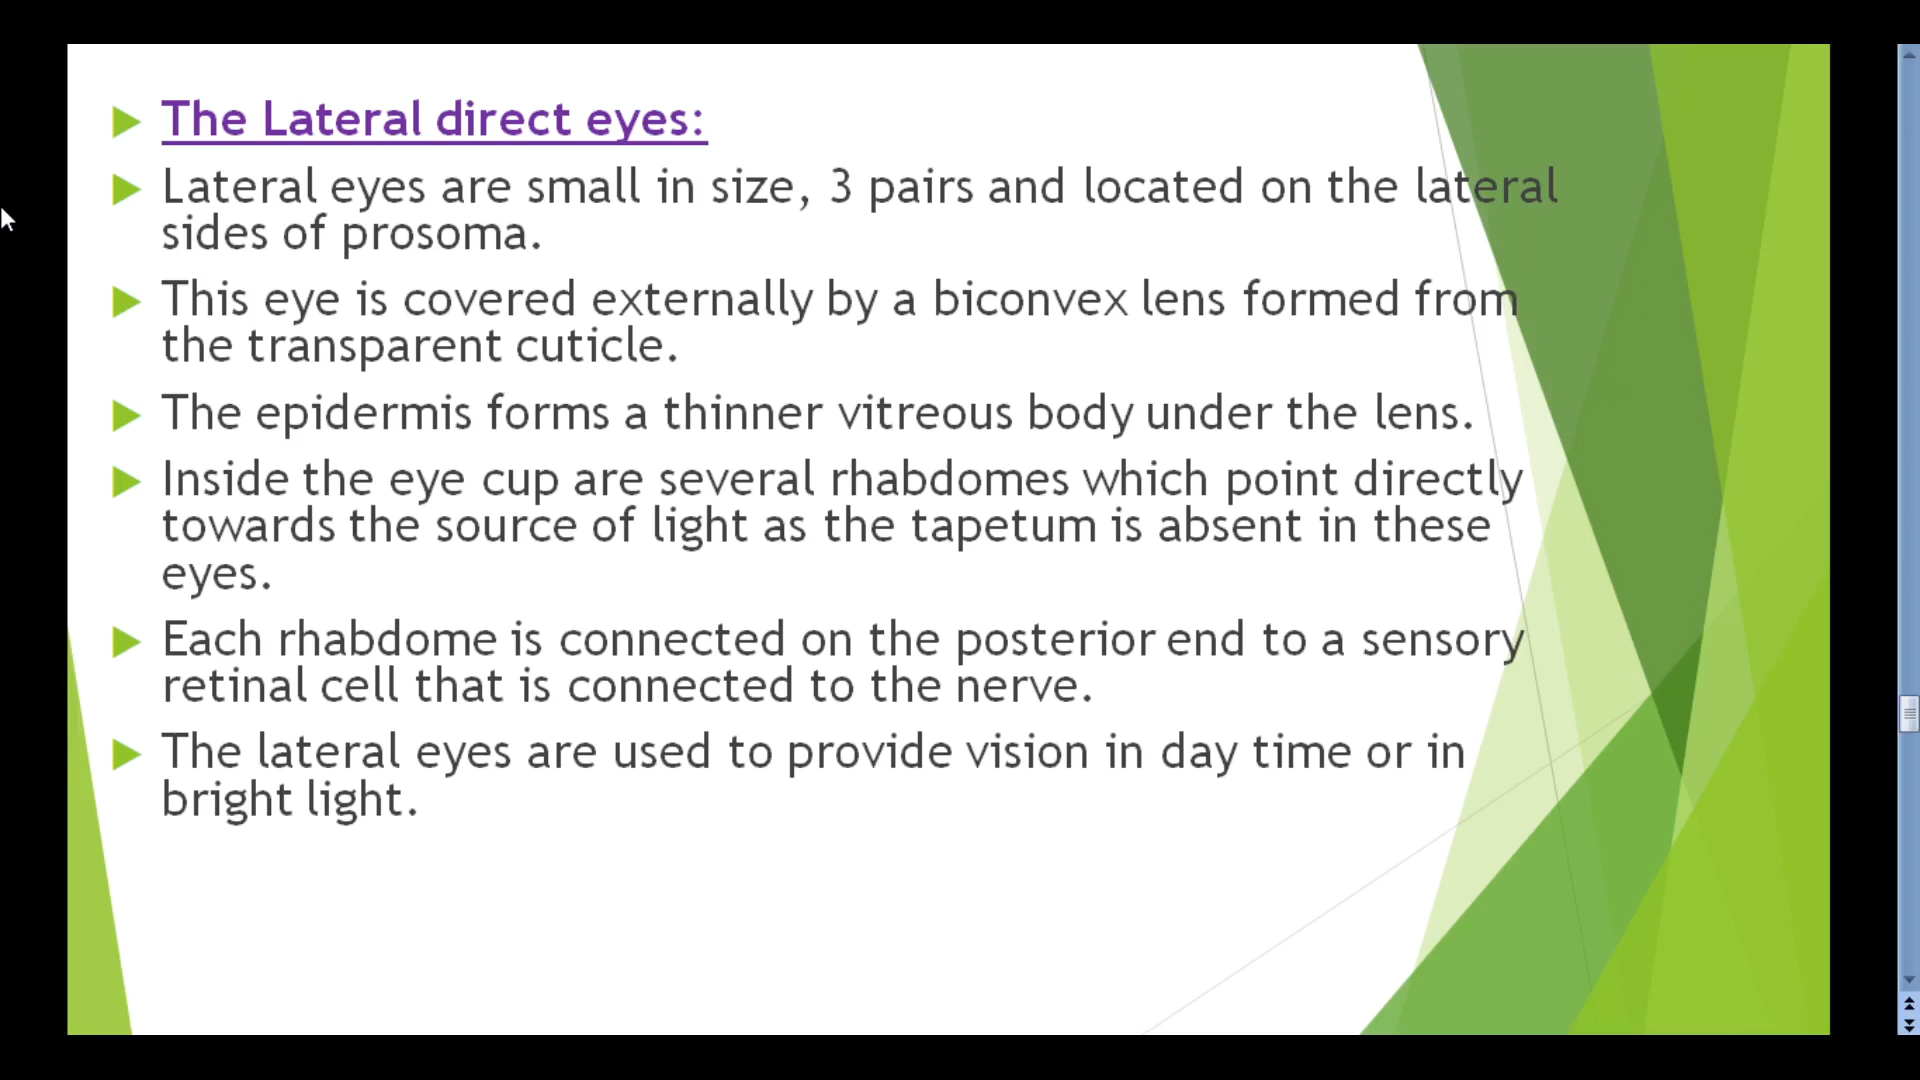 The Lateral direct eyes:
Lateral eyes are small in size, 3 pairs and located on the lateral
sides of prosoma.
This eye is covered externally by a biconvex lens formed from
the transparent cuticle.
The epidermis forms a thinner vitreous body under the lens.
Inside the eye cup are several rhabdomes which point directly
towards the source of light as the tapetum is absent in these
eyes.
Each rhabdome is connected on the posterior end to a sensory
retinal cell that is connected to the nerve.
The lateral eyes are used to provide vision in day time or in
bright light.